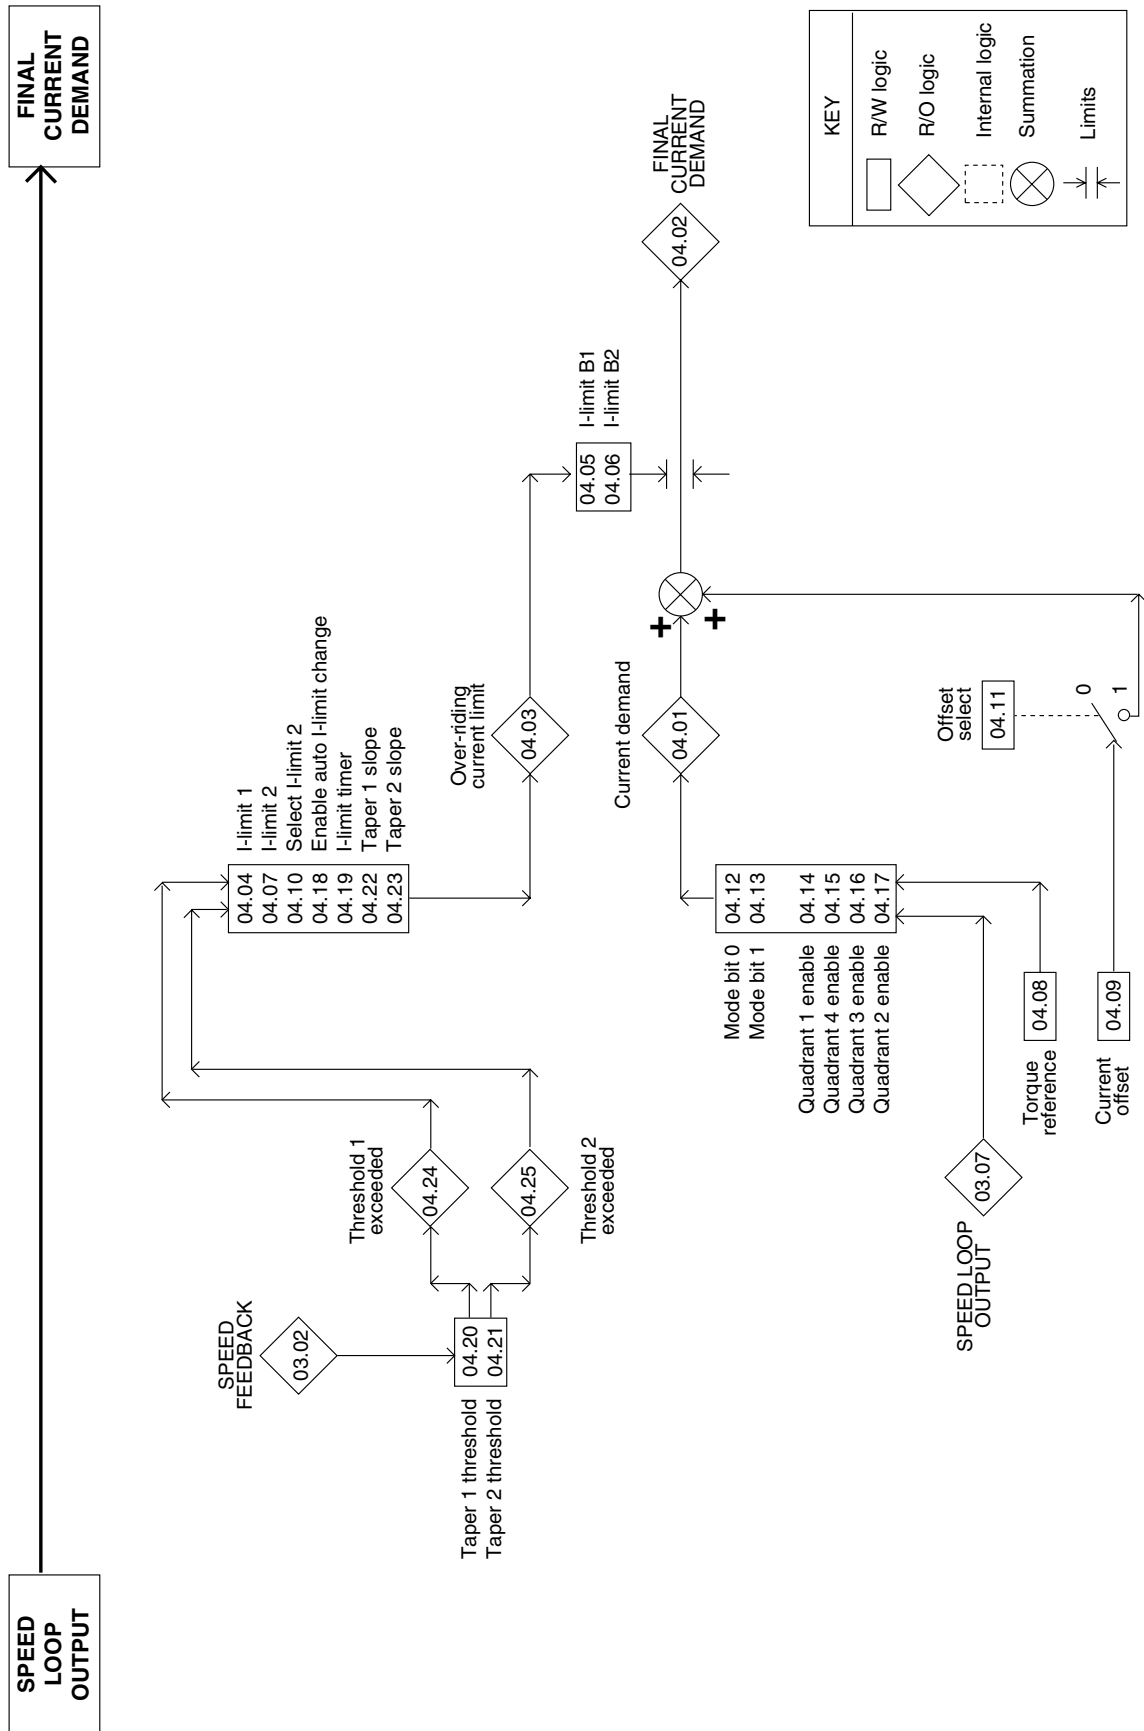 SPEED
LOOP
OUTPUT
FINAL
CURRENT
DEMAND
SPEED
FEEDBACK
03.02
Taper 1 threshold
Taper 2 threshold
04.20
04.21
Threshold 1
exceeded
04.24
04.25
Threshold 2
exceeded
04.04 I-limit 1
04.07 I-limit 2
04.10 Select I-limit 2
04.18 Enable auto I-limit change
04.19 I-limit timer
04.22 Taper 1 slope
04.23 Taper 2 slope
Over-riding
current limit
04.03
04.05 I-limit B1
04.06 I-limit B2
SPEED LOOP
OUTPUT
03.07
Torque
reference
04.08
Current
offset
04.09
Mode bit 0 04.12
Mode bit 1 04.13
Quadrant 1 enable 04.14
Quadrant 4 enable 04.15
Quadrant 3 enable 04.16
Quadrant 2 enable 04.17
Current demand
04.01
+
+
Offset
select
04.11
0
1
FINAL
CURRENT
DEMAND
04.02
KEY
R/W logic
R/O logic
Internal logic
Summation
Limits